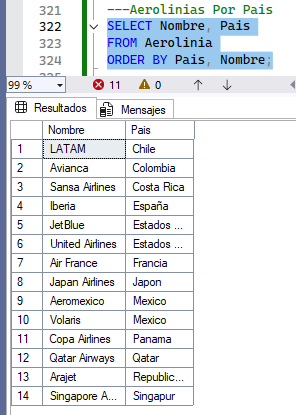 321 ---Aerolinias Por Pais
322 SELECT Nombre, Pais
323 FROM Aerolinia
324 ORDER BY Pais, Nombre;
99 % 11 0
Resultados Mensajes
Nombre Pais
1 LATAM Chile
2 Avianca Colombia
3 Sansa Airlines Costa Rica
4 Iberia España
5 JetBlue Estados ...
6 United Airlines Estados ...
7 Air France Francia
8 Japan Airlines Japon
9 Aeromexico Mexico
10 Volaris Mexico
11 Copa Airlines Panama
12 Qatar Airways Qatar
13 Arajet Republic...
14 Singapore A... Singapur